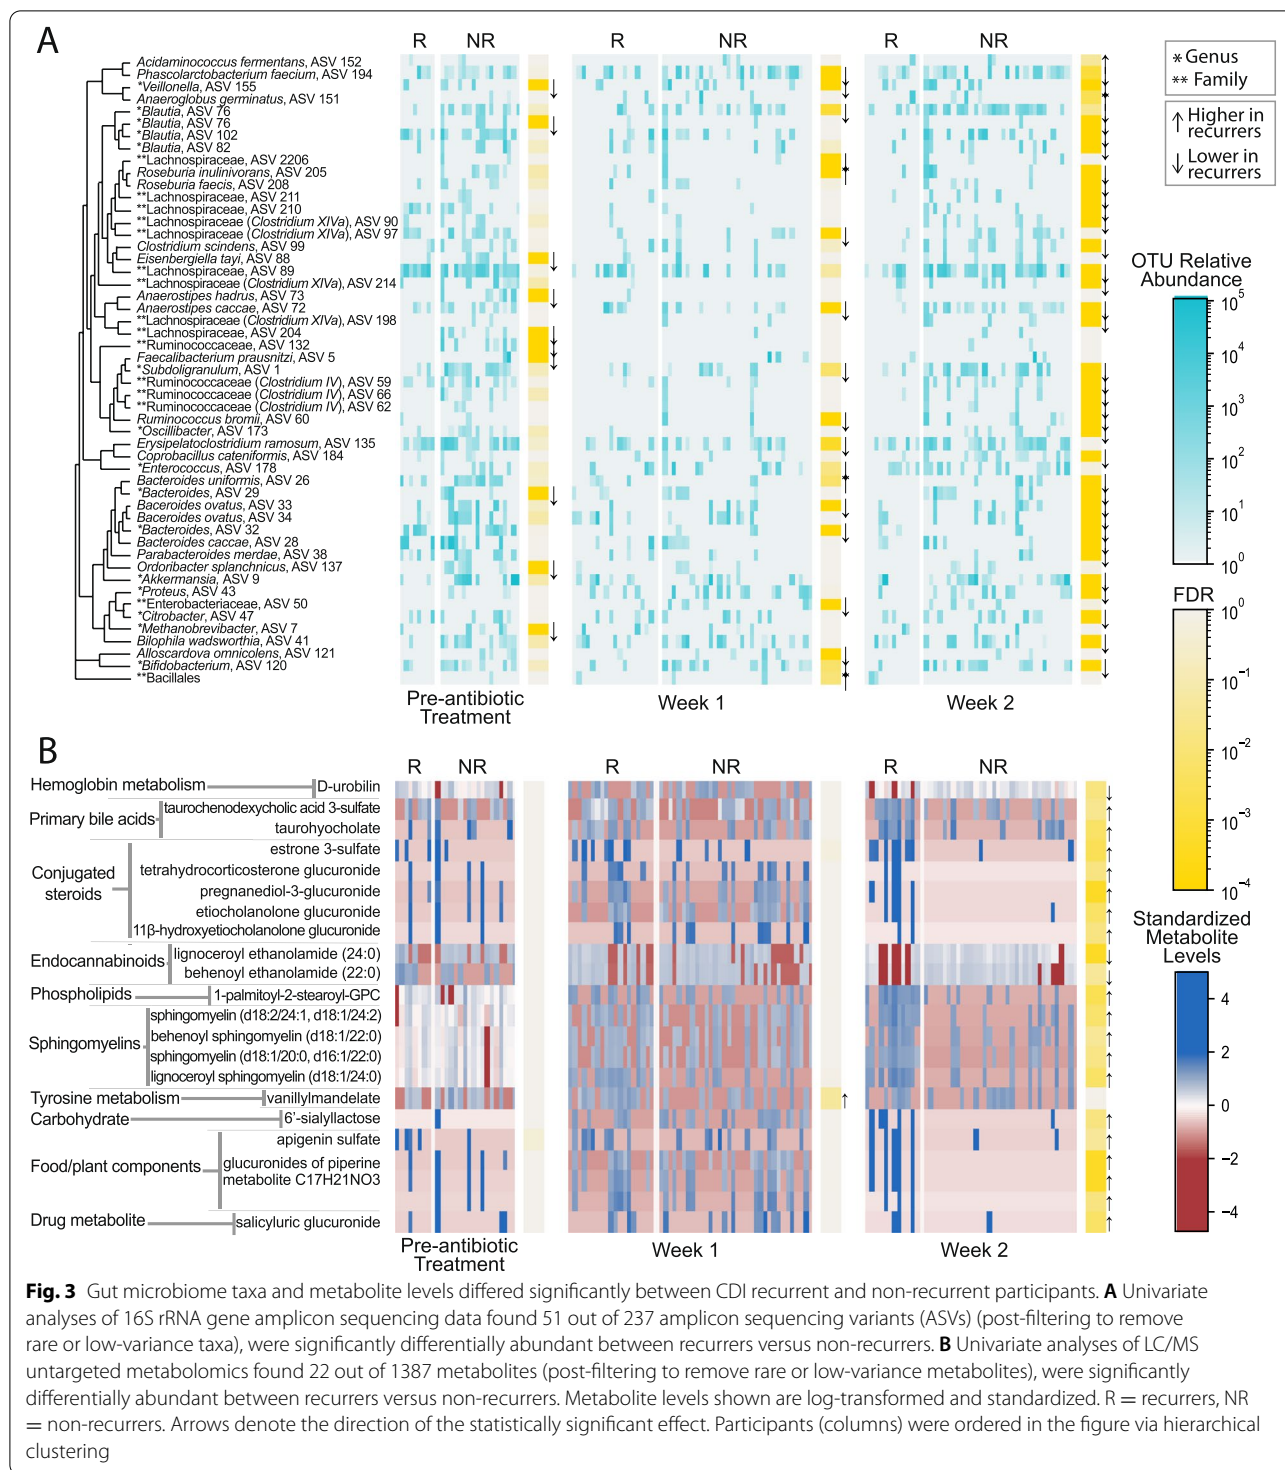 A
R NR R NR R NR
Acidaminococcus fermentans, ASV 152
Phascolarctobacterium faecium, ASV 194
*Veillonella, ASV 155
Anaeroglobus germinatus, ASV 151
*Blautia, ASV 76
*Blautia, ASV 76
*Blautia, ASV 102
*Blautia, ASV 82
**Lachnospiraceae, ASV 2206
Roseburia inulinivorans, ASV 205
Roseburia faecis, ASV 208
**Lachnospiraceae, ASV 211
**Lachnospiraceae, ASV 210
**Lachnospiraceae (Clostridium XIVa), ASV 90
**Lachnospiraceae (Clostridium XIVa), ASV 97
Clostridium scindens, ASV 99
Eisenbergiella tayi, ASV 88
**Lachnospiraceae, ASV 89
**Lachnospiraceae (Clostridium XIVa), ASV 214
Anaerostipes hadrus, ASV 73
Anaerostipes caccae, ASV 72
**Lachnospiraceae (Clostridium XIVa), ASV 198
**Lachnospiraceae, ASV 204
**Ruminococcaceae, ASV 132
Faecalibacterium prausnitzi, ASV 5
*Subdoligranulum, ASV 1
**Ruminococcaceae (Clostridium IV), ASV 59
**Ruminococcaceae (Clostridium IV), ASV 66
**Ruminococcaceae (Clostridium IV), ASV 62
Ruminococcus bromii, ASV 60
*Oscillibacter, ASV 173
Erysipelatoclostridium ramosum, ASV 135
Coprobacillus cateniformis, ASV 184
*Enterococcus, ASV 178
Bacteroides uniformis, ASV 26
*Bacteroides, ASV 29
Baceroides ovatus, ASV 33
Baceroides ovatus, ASV 34
*Bacteroides, ASV 32
Bacteroides caccae, ASV 28
Parabacteroides merdae, ASV 38
Ordoribacter splanchnicus, ASV 137
*Akkermansia, ASV 9
*Proteus, ASV 43
**Enterobacteriaceae, ASV 50
*Citrobacter, ASV 47
*Methanobrevibacter, ASV 7
Bilophila wadsworthia, ASV 41
Alloscardova omnicolens, ASV 121
*Bifidobacterium, ASV 120
**Bacillales
Pre-antibiotic
Treatment
Week 1
Week 2
* Genus
** Family
↑ Higher in
recurrers
↓ Lower in
recurrers
OTU Relative
Abundance
10^5
10^4
10^3
10^2
10^1
10^0
FDR
10^0
10^-1
10^-2
10^-3
10^-4
Standardized
Metabolite
Levels
4
2
0
−2
−4
B
R NR R NR R NR
Hemoglobin metabolism
D-urobilin
Primary bile acids
taurochenodexycholic acid 3-sulfate
taurohyocholate
Conjugated
steroids
estrone 3-sulfate
tetrahydrocorticosterone glucuronide
pregnanediol-3-glucuronide
etiocholanolone glucuronide
11β-hydroxyetiocholanolone glucuronide
Endocannabinoids
lignoceroyl ethanolamide (24:0)
behenoyl ethanolamide (22:0)
Phospholipids
1-palmitoyl-2-stearoyl-GPC
Sphingomyelins
sphingomyelin (d18:2/24:1, d18:1/24:2)
behenoyl sphingomyelin (d18:1/22:0)
sphingomyelin (d18:1/20:0, d16:1/22:0)
lignoceroyl sphingomyelin (d18:1/24:0)
Tyrosine metabolism
vanillylmandelate
Carbohydrate
6'-sialyllactose
Food/plant components
apigenin sulfate
glucuronides of piperine
metabolite C17H21NO3
Drug metabolite
salicyluric glucuronide
Pre-antibiotic
Treatment
Week 1
Week 2
Fig. 3 Gut microbiome taxa and metabolite levels differed significantly between CDI recurrent and non-recurrent participants. A Univariate
analyses of 16S rRNA gene amplicon sequencing data found 51 out of 237 amplicon sequencing variants (ASVs) (post-filtering to remove
rare or low-variance taxa), were significantly differentially abundant between recurrers versus non-recurrers. B Univariate analyses of LC/MS
untargeted metabolomics found 22 out of 1387 metabolites (post-filtering to remove rare or low-variance metabolites), were significantly
differentially abundant between recurrers versus non-recurrers. Metabolite levels shown are log-transformed and standardized. R = recurrers, NR
= non-recurrers. Arrows denote the direction of the statistically significant effect. Participants (columns) were ordered in the figure via hierarchical
clustering